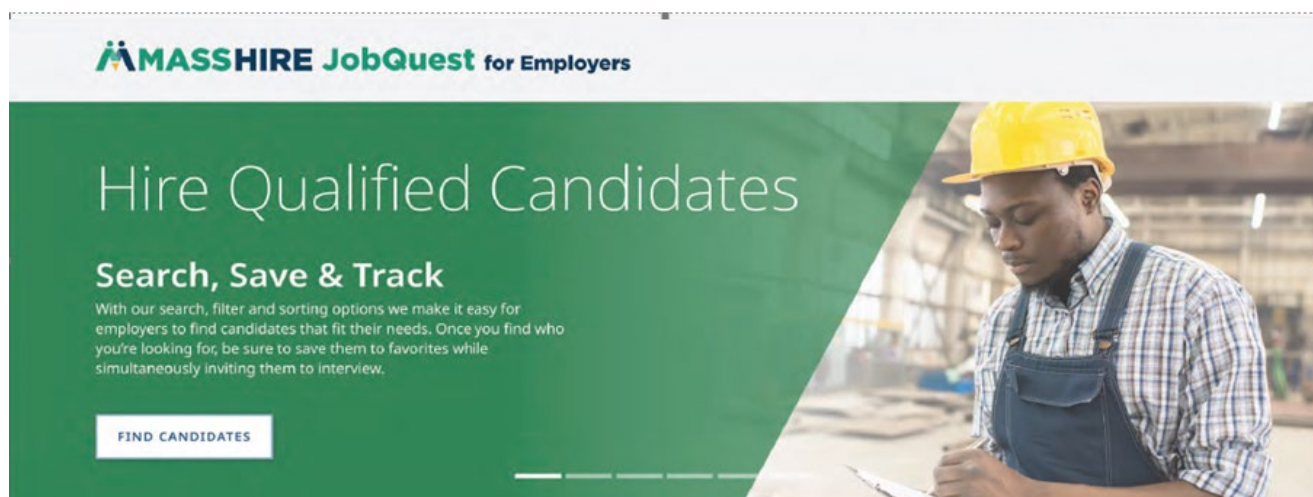 MASSHIRE JobQuest for Employers
Hire Qualified Candidates
Search, Save & Track
With our search, filter and sorting options we make it easy for
employers to find candidates that fit their needs. Once you find who
you're looking for, be sure to save them to favorites while
simultaneously inviting them to interview.
FIND CANDIDATES